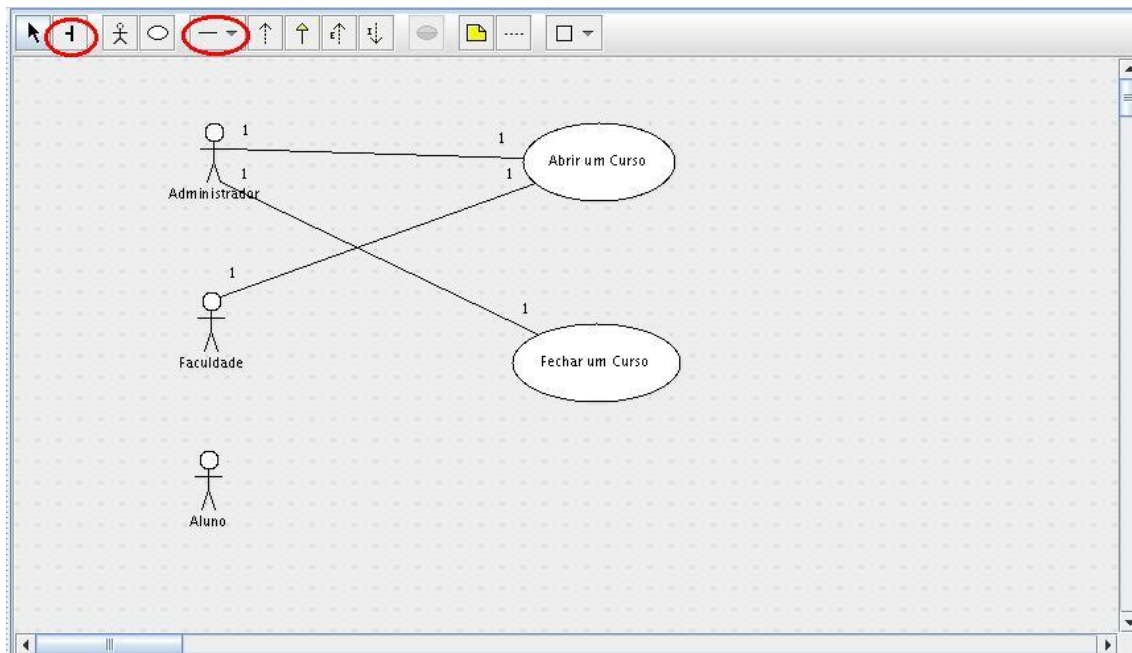 1
1
Abrir um Curso
1
1
Administrador
1
1
Fechar um Curso
Faculdade
Aluno